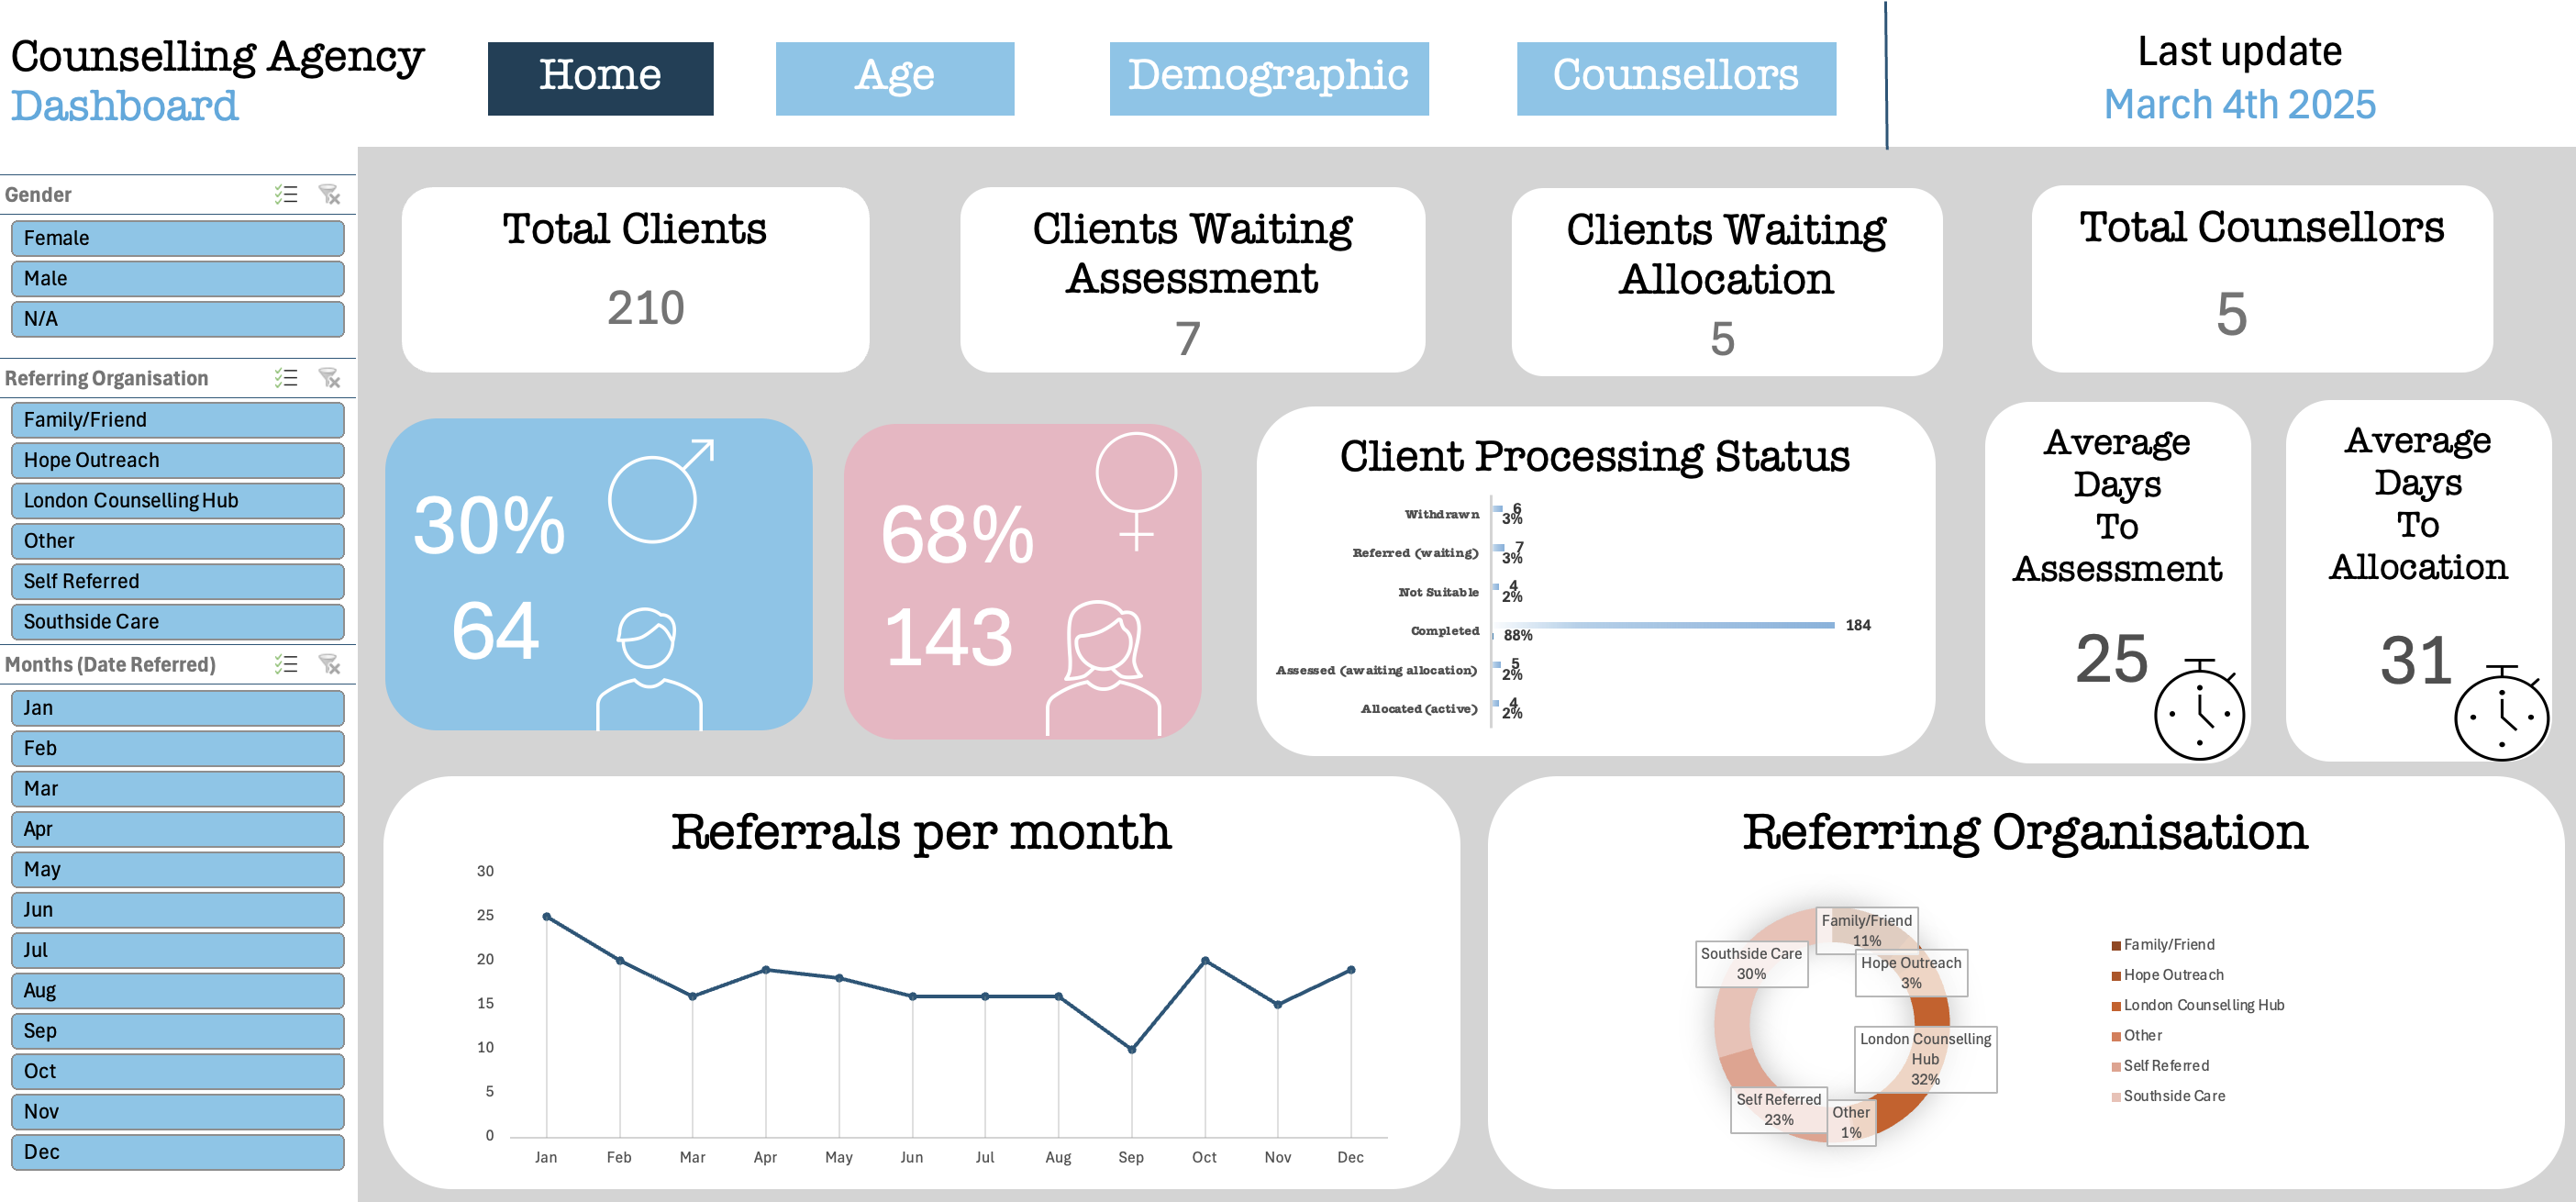 Counselling Agency
Dashboard
Home
Age
Demographic
Counsellors
Last update
March 4th 2025
Gender
Female
Male
N/A
Referring Organisation
Family/Friend
Hope Outreach
London Counselling Hub
Other
Self Referred
Southside Care
Months (Date Referred)
Jan
Feb
Mar
Apr
May
Jun
Jul
Aug
Sep
Oct
Nov
Dec
Total Clients
210
Clients Waiting
Assessment
7
Clients Waiting
Allocation
5
Total Counsellors
5
30%
64
68%
143
Client Processing Status
Withdrawn
6
3%
Referred (waiting)
7
3%
Not Suitable
4
2%
Completed
184
88%
Assessed (awaiting allocation)
5
2%
Allocated (active)
4
2%
Average
Days
To
Assessment
25
Average
Days
To
Allocation
31
Referrals per month
30
25
20
15
10
5
0
Jan
Feb
Mar
Apr
May
Jun
Jul
Aug
Sep
Oct
Nov
Dec
Referring Organisation
Family/Friend
11%
Hope Outreach
3%
London Counselling
Hub
32%
Other
1%
Self Referred
23%
Southside Care
30%
Family/Friend
Hope Outreach
London Counselling Hub
Other
Self Referred
Southside Care